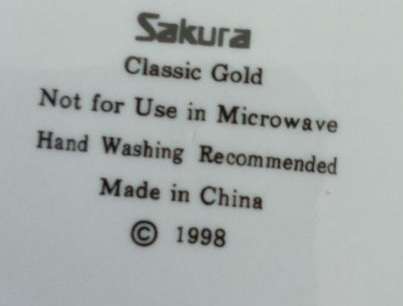 Sakura
Classic Gold
Not for Use in Microwave
Hand Washing Recommended
Made in China
© 1998